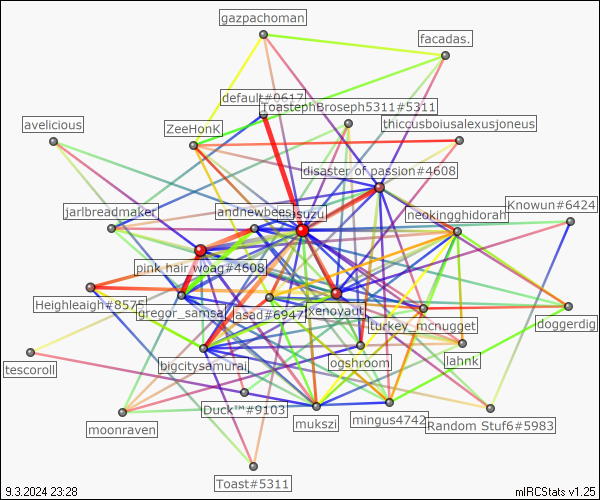 gazpachoman
facadas.
default#0617
ToastephBroseph5311#5311
avelicious
ZeeHonK
thiccusboiusalexusjoneus
disaster of passion#4608
Knowun#6424
jarlbreadmaker
landnewbees
suzu
neokingghidorah
pink hair woag#4608
Heighleaigh#8575
gregor_samsa
asad#6947
xenoyaut
turkey_mcnugget
doggerdig
tescoroll
bigcitysamurai
ogshroom
lahnk
Duck™#9103
moonraven
mukszi
mingus4742
Random Stuf6#5983
Toast#5311
9.3.2024 23:28
mIRCStats v1.25